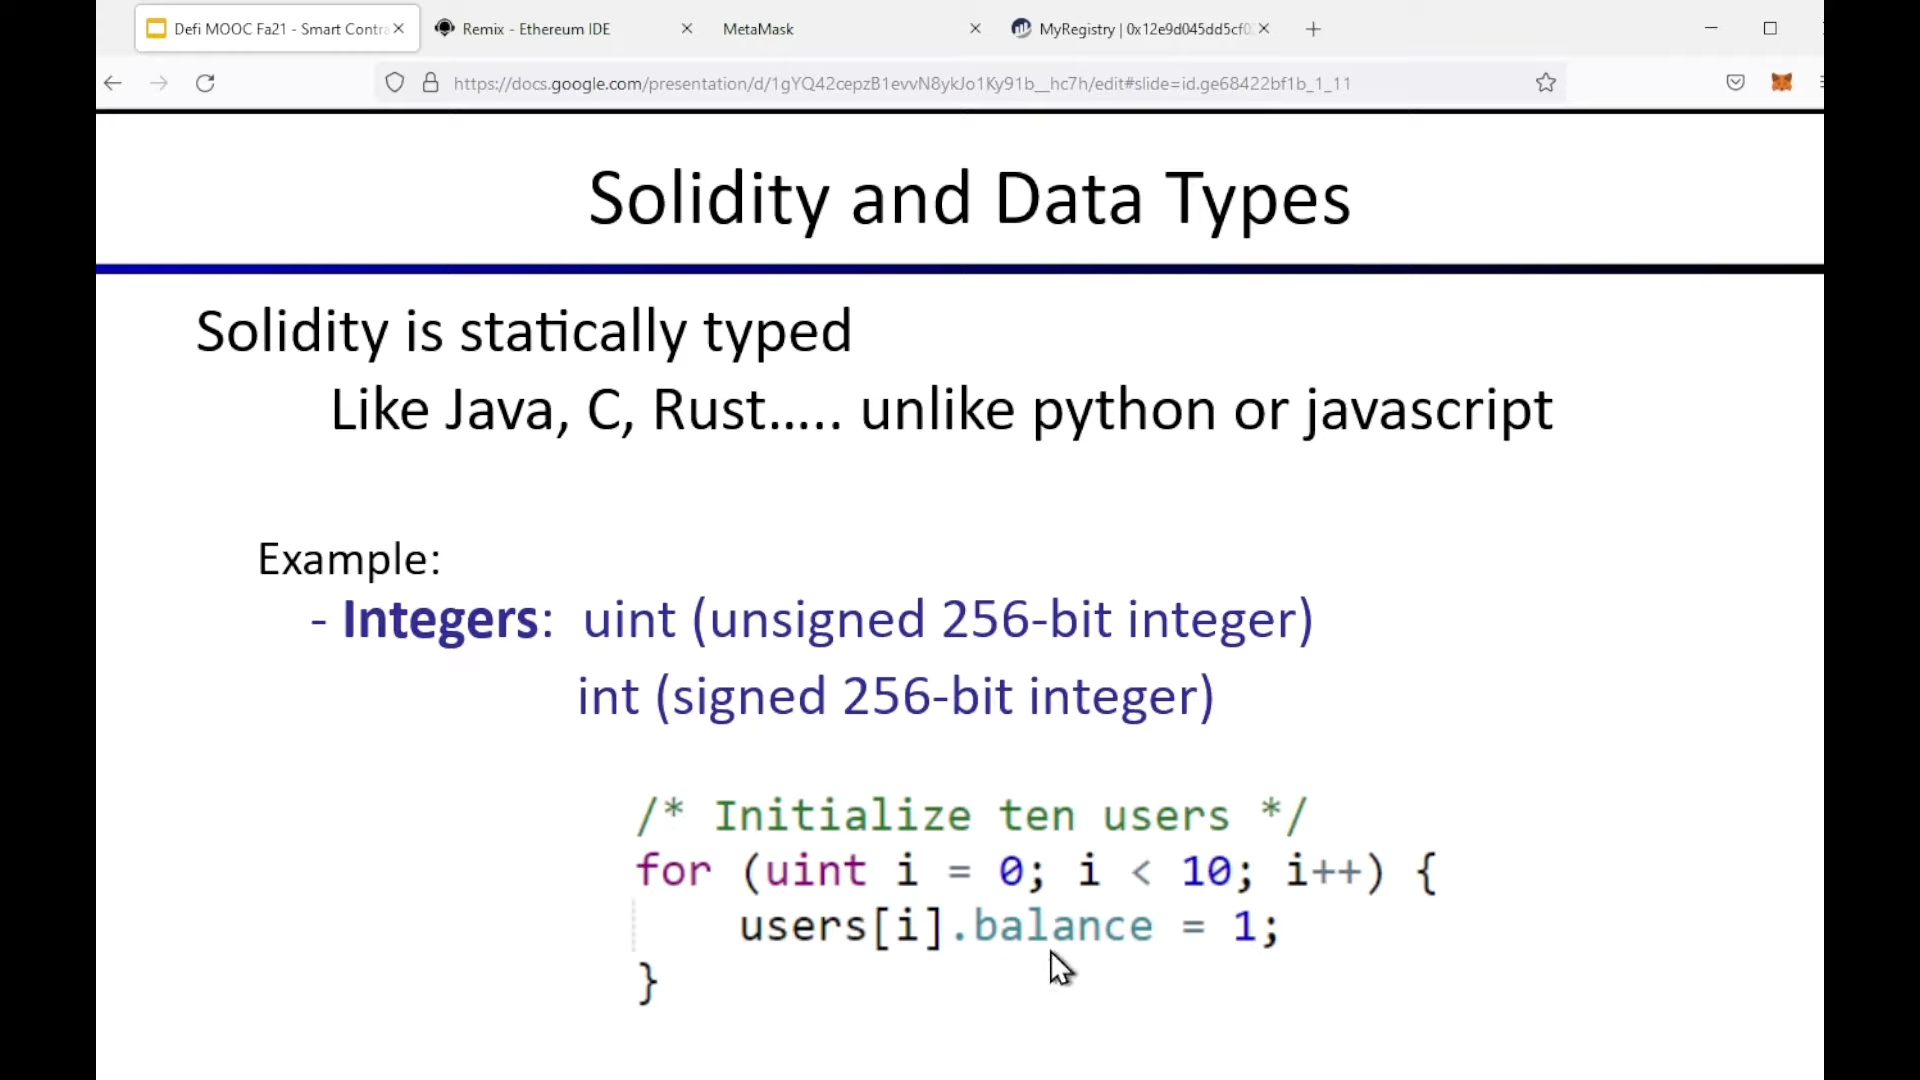 Defi MOOC Fa21 - Smart Contra
Remix - Ethereum IDE
MetaMask
MyRegistry | 0x12e9d045dd5cf0
https://docs.google.com/presentation/d/1gYQ42cepzB1evvN8ykJo1Ky91b__hc7h/edit#slide=id.ge68422bf1b_1_11
Solidity and Data Types
Solidity is statically typed
Like Java, C, Rust..... unlike python or javascript
Example:
- Integers: uint (unsigned 256-bit integer)
int (signed 256-bit integer)
/* Initialize ten users */
for (uint i = 0; i < 10; i++) {
users[i].balance = 1;
}